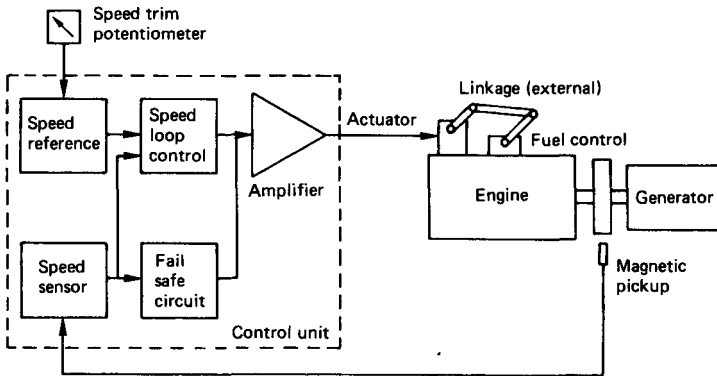 Speed trim
potentiometer
Speed
reference
Speed
loop
control
Amplifier
Actuator
Linkage (external)
Fuel control
Engine
Generator
Magnetic
pickup
Speed
sensor
Fail
safe
circuit
Control unit